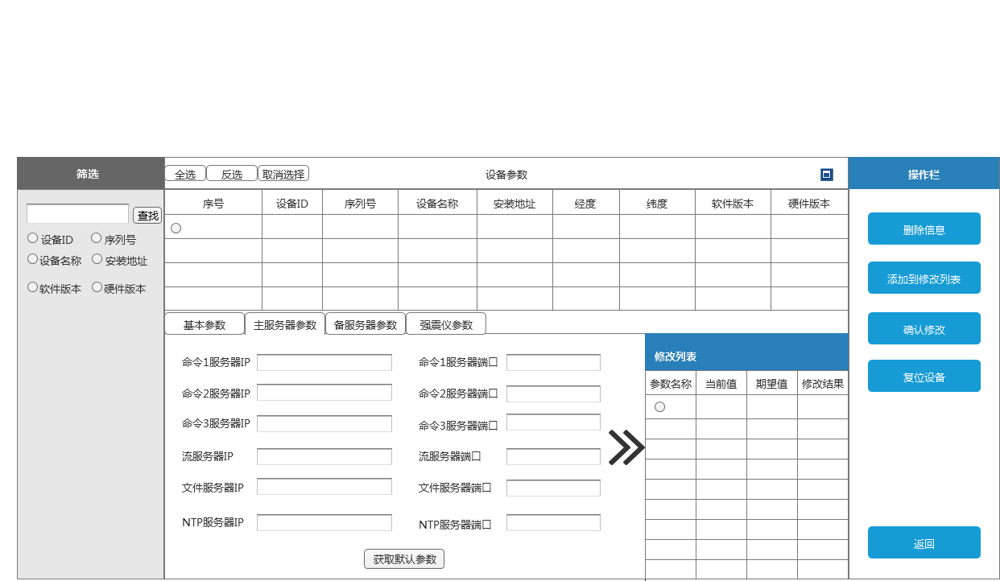 筛选
全选 反选 取消选择 设备参数
操作栏
查找
设备ID 序列号
设备名称 安装地址
软件版本 硬件版本
序号 设备ID 序列号 设备名称 安装地址 经度 纬度 软件版本 硬件版本
基本参数 主服务器参数 备服务器参数 强震仪参数
命令1服务器IP 命令1服务器端口
命令2服务器IP 命令2服务器端口
命令3服务器IP 命令3服务器端口
流服务器IP 流服务器端口
文件服务器IP 文件服务器端口
NTP服务器IP NTP服务器端口
获取默认参数
修改列表
参数名称 当前值 期望值 修改结果
删除信息
添加到修改列表
确认修改
复位设备
返回